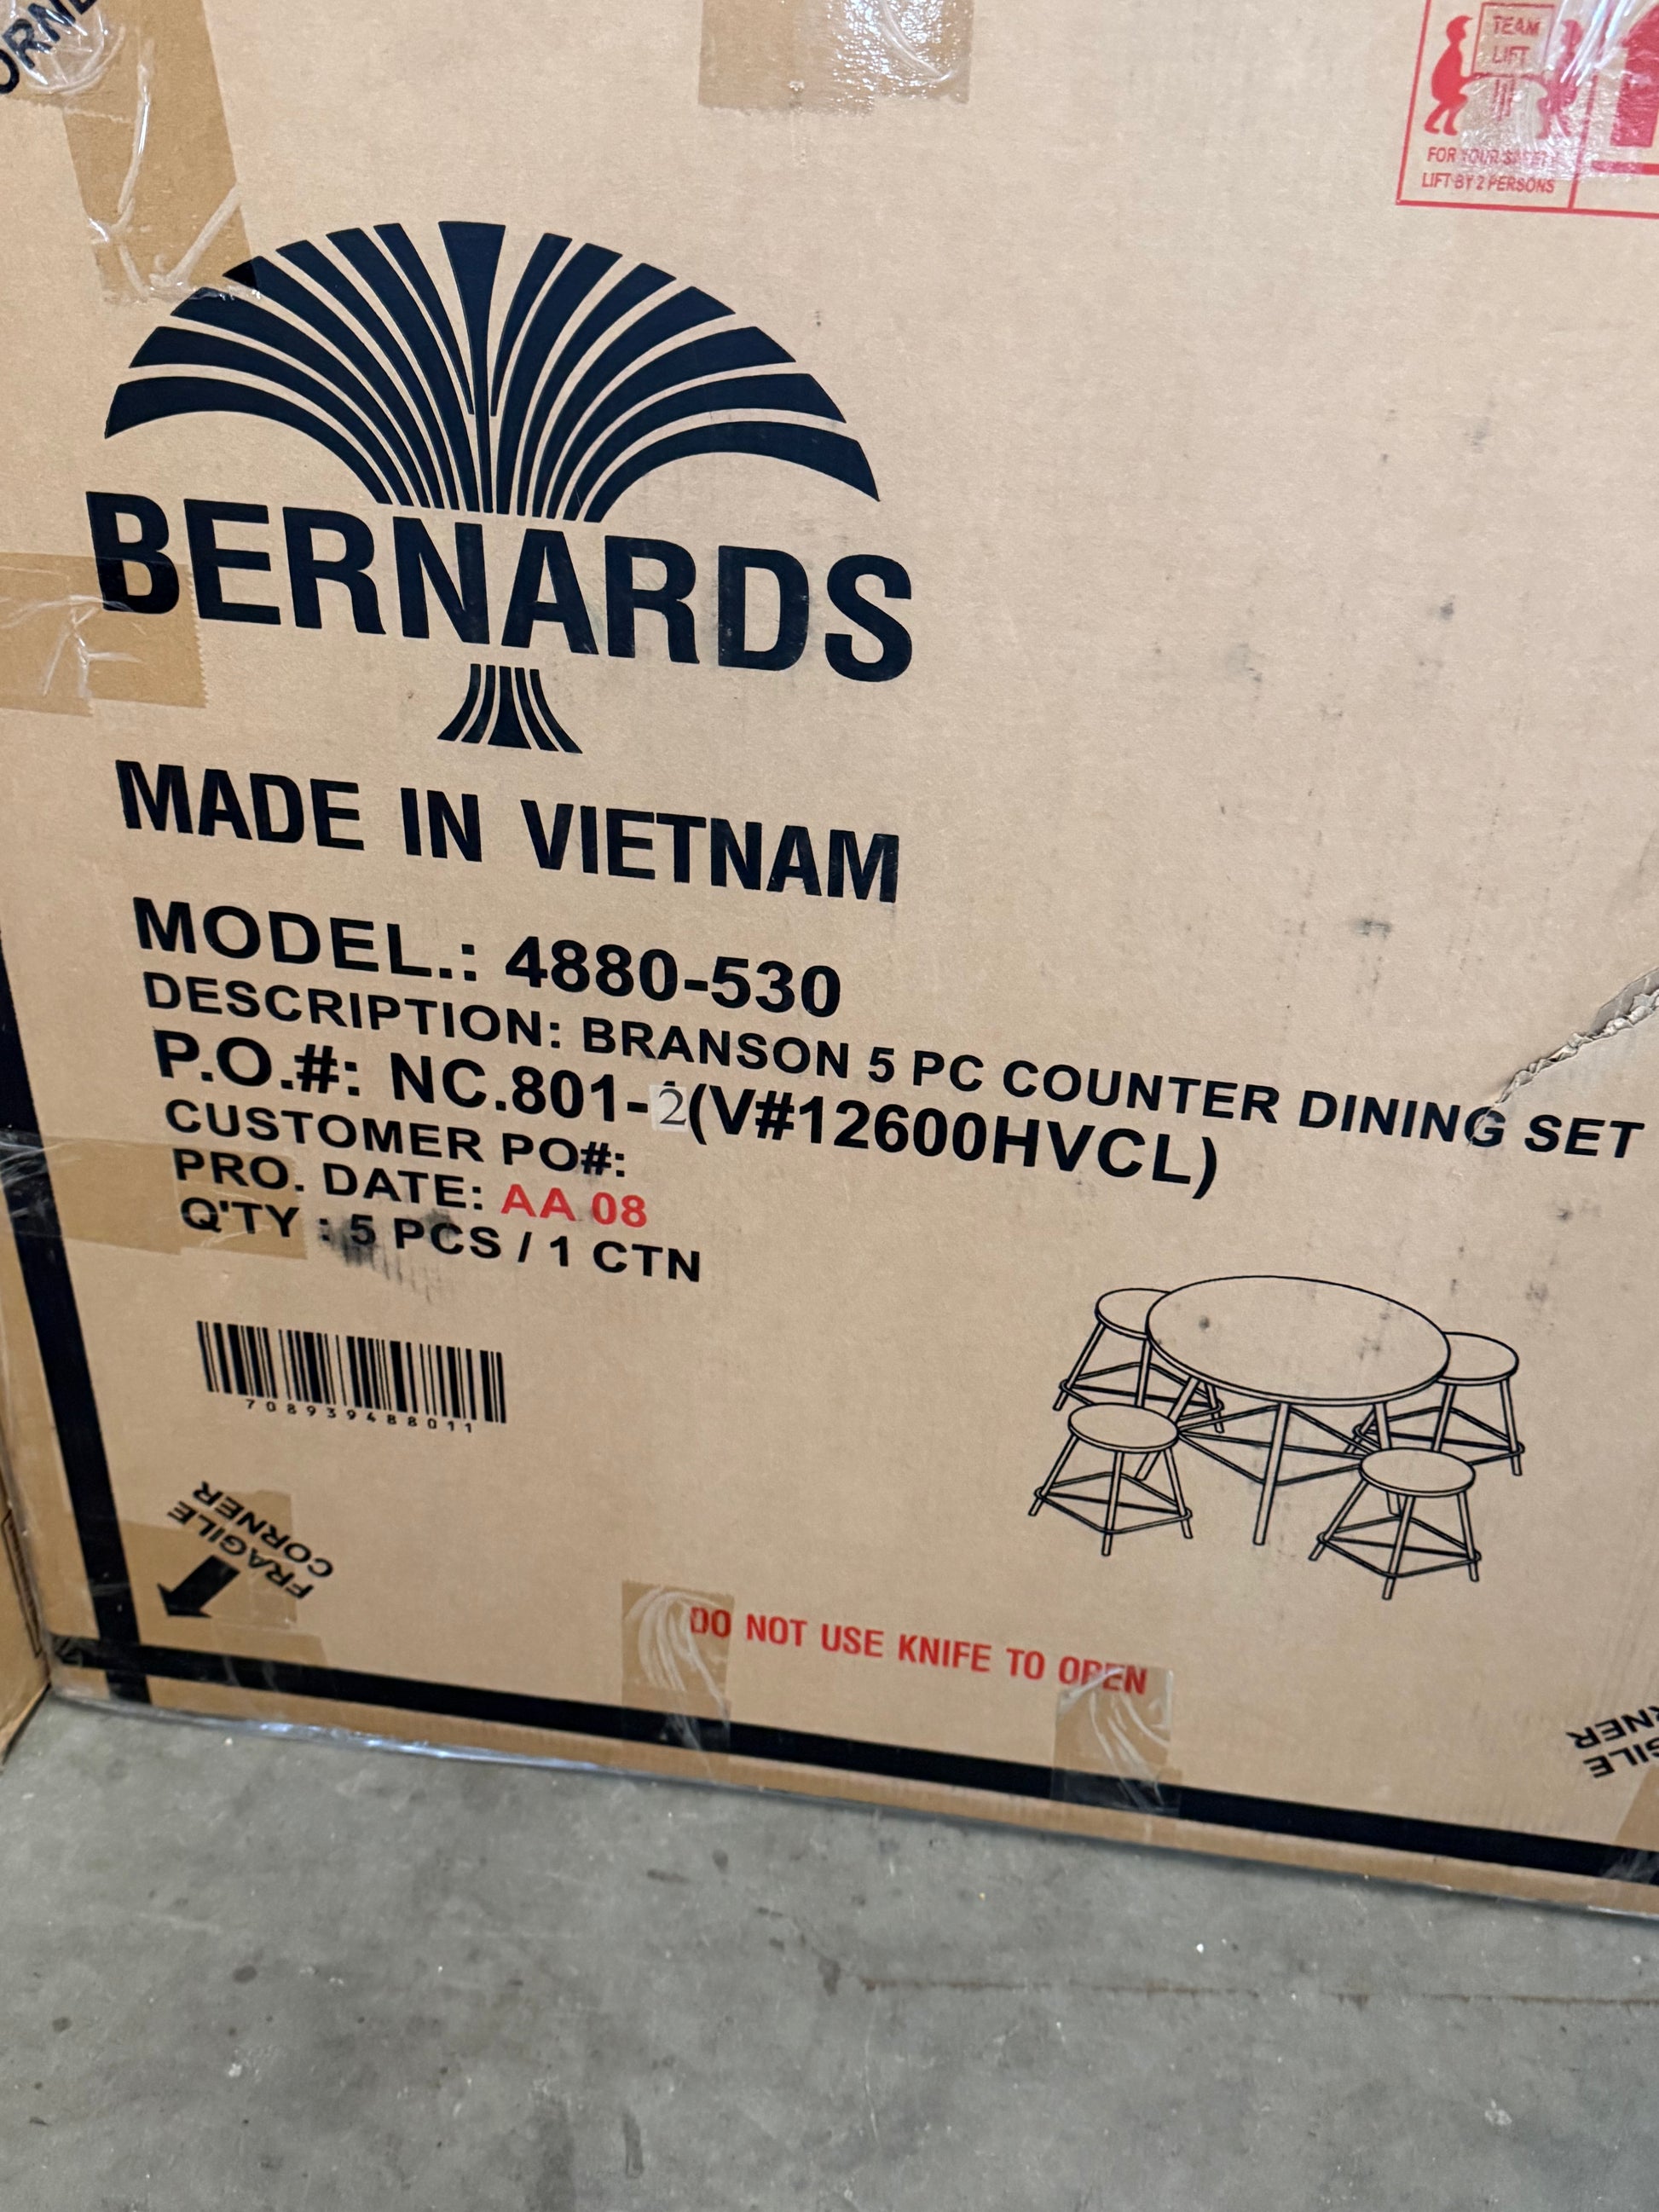 TEAM
LIFT
FOR YOUR SAFETY
LIFT BY 2 PERSONS
BERNARDS
MADE IN VIETNAM
MODEL.: 4880-530
DESCRIPTION: BRANSON 5 PC COUNTER DINING SET
P.O.#: NC.801-2(V#12600HVCL)
CUSTOMER PO#:
PRO. DATE: AA 08
Q'TY : 5 PCS / 1 CTN
708939488011
FRAGILE
CORNER
DO NOT USE KNIFE TO OPEN